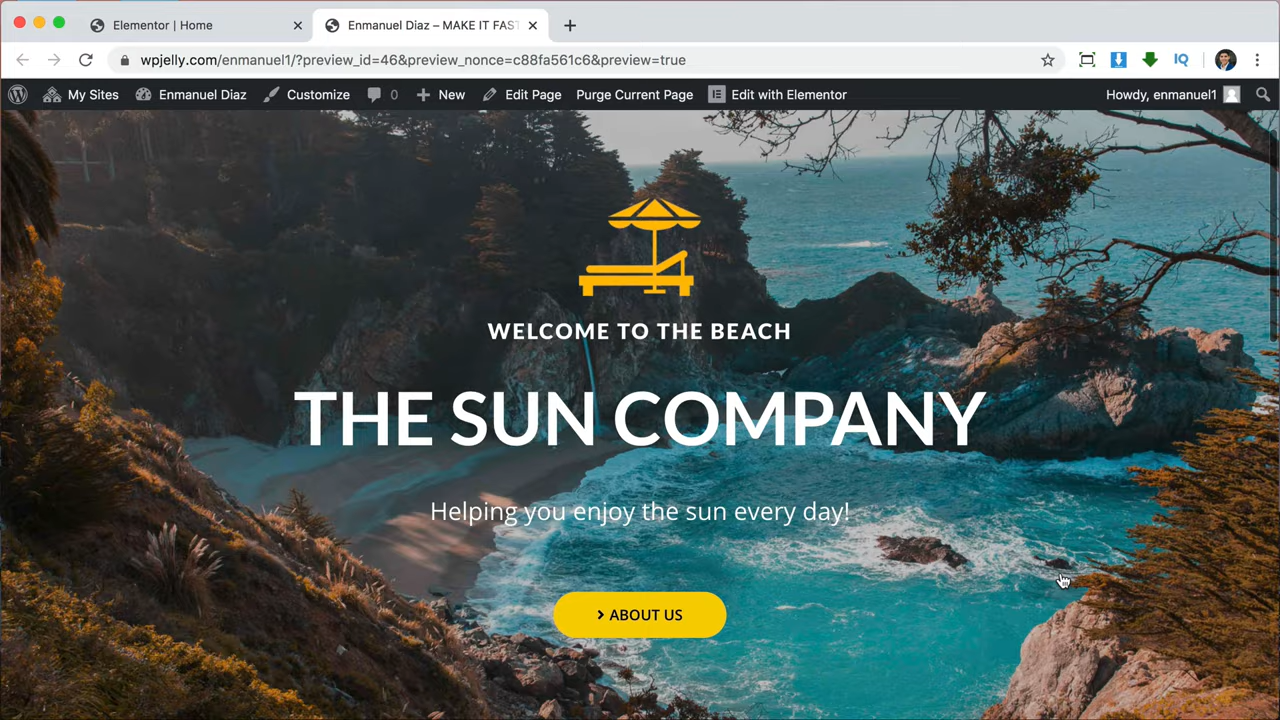 Elementor | Home
Enmanuel Diaz – MAKE IT FAST
wpjelly.com/enmanuel1/?preview_id=46&preview_nonce=c88fa561c6&preview=true
IQ
My Sites
Enmanuel Diaz
Customize
0
New
Edit Page
Purge Current Page
Edit with Elementor
Howdy, enmanuel1
WELCOME TO THE BEACH
THE SUN COMPANY
Helping you enjoy the sun every day!
ABOUT US